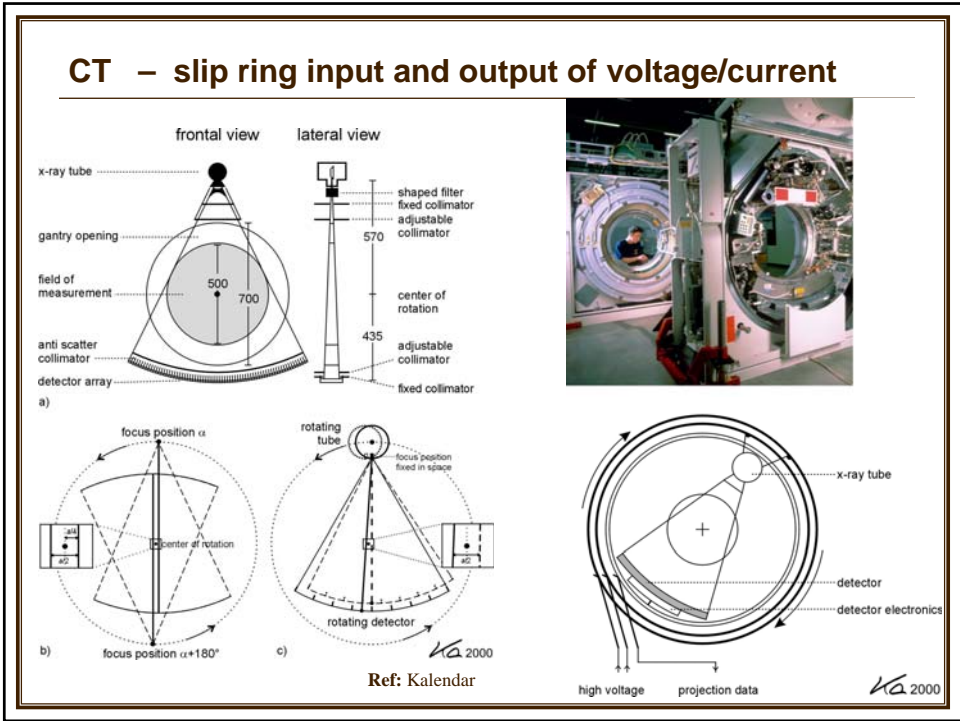 CT – slip ring input and output of voltage/current
frontal view
lateral view
x-ray tube
gantry opening
field of
measurement
anti scatter
collimator
detector array
500
700
shaped filter
fixed collimator
adjustable
collimator
570
center of
rotation
435
adjustable
collimator
fixed collimator
a)
focus position α
a/4
a/2
center of rotation
b)
focus position α+180°
rotating
tube
focus position
fixed in space
a/2
rotating detector
c)
2000
Ref: Kalendar
x-ray tube
detector
detector electronics
high voltage
projection data
2000